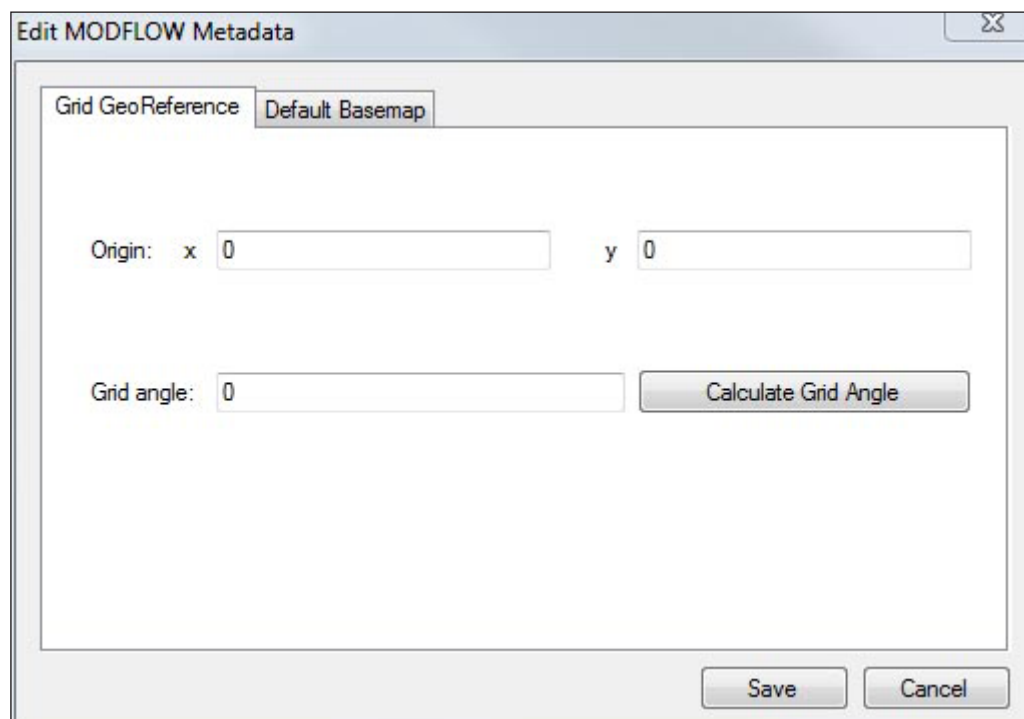 Edit MODFLOW Metadata
Grid GeoReference Default Basemap
Origin: x 0 y 0
Grid angle: 0 Calculate Grid Angle
Save Cancel